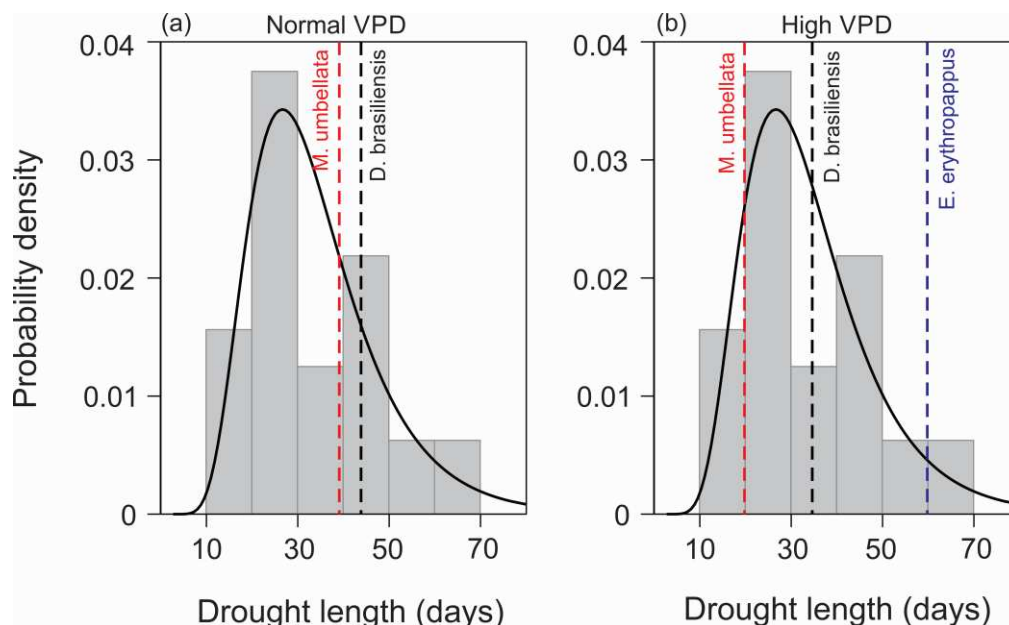 (a)
Normal VPD
0.04
0.03
0.02
0.01
0
Probability density
M. umbellata
D. brasiliensis
10
30
50
70
Drought length (days)
(b)
High VPD
0.04
0.03
0.02
0.01
0
M. umbellata
D. brasiliensis
E. erythropappus
10
30
50
70
Drought length (days)